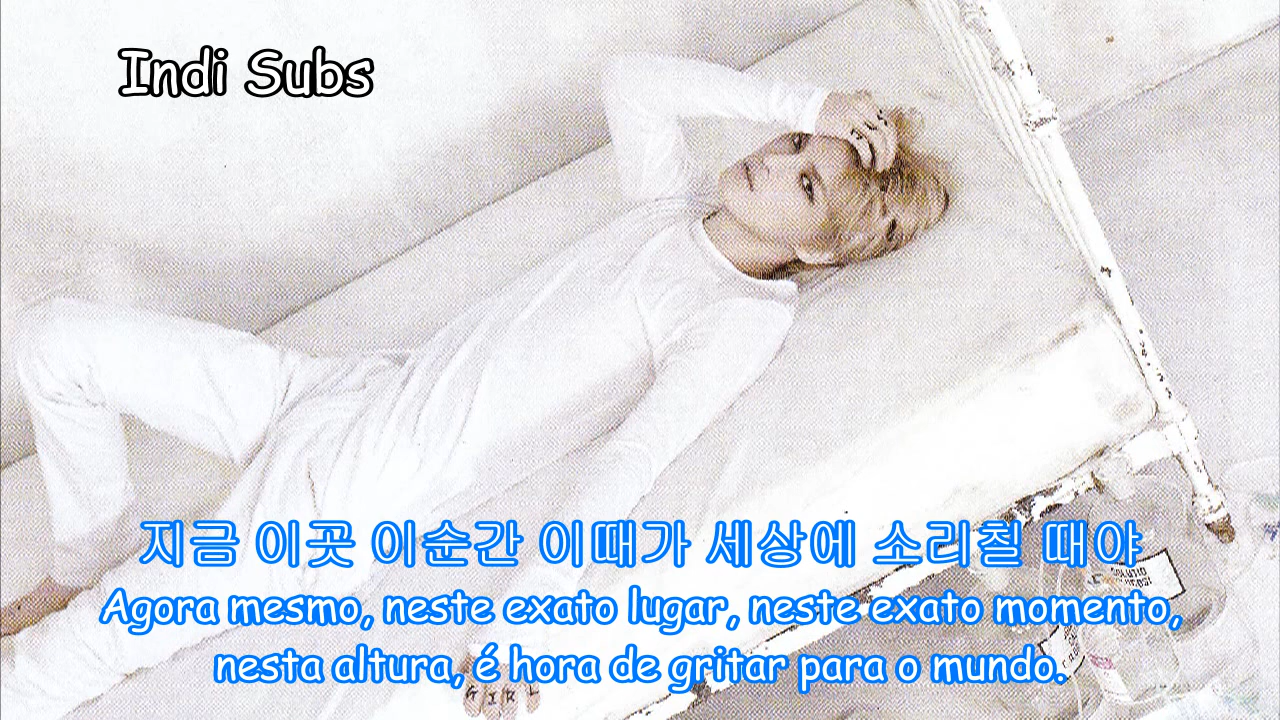 Indi Subs
지금 이곳 이순간 이때가 세상에 소리칠 때야
Agora mesmo, neste exato lugar, neste exato momento,
nesta altura, é hora de gritar para o mundo.
GIRL